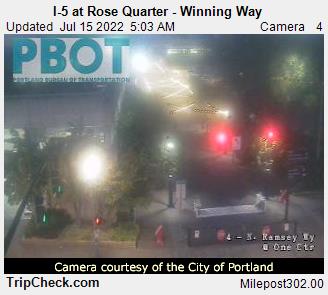 I-5 at Rose Quarter - Winning Way
Updated Jul 15 2022 5:03 AM Camera 4
PBOT
PORTLAND BUREAU OF TRANSPORTATION
4 - N. Ramsey Wy
@ One Ctr
Camera courtesy of the City of Portland
TripCheck.com Milepost302.00